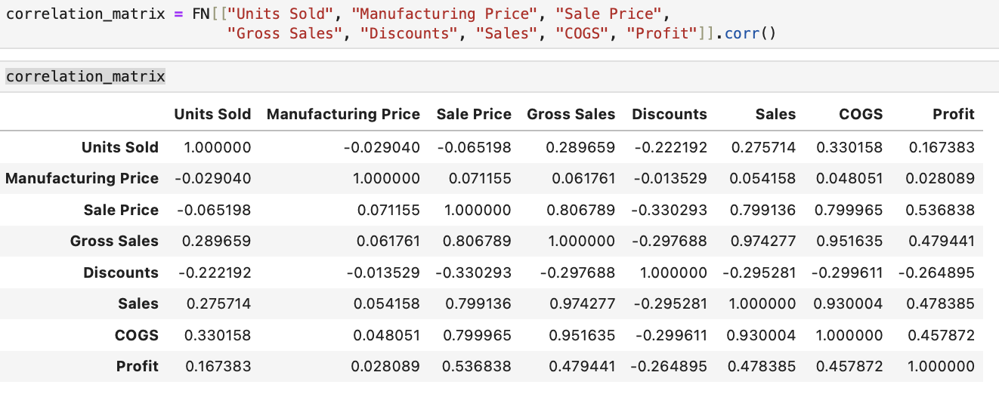 correlation_matrix = FN[["Units Sold", "Manufacturing Price", "Sale Price",
"Gross Sales", "Discounts", "Sales", "COGS", "Profit"]].corr()
correlation_matrix
Units Sold Manufacturing Price Sale Price Gross Sales Discounts Sales COGS Profit
Units Sold 1.000000 -0.029040 -0.065198 0.289659 -0.222192 0.275714 0.330158 0.167383
Manufacturing Price -0.029040 1.000000 0.071155 0.061761 -0.013529 0.054158 0.048051 0.028089
Sale Price -0.065198 0.071155 1.000000 0.806789 -0.330293 0.799136 0.799965 0.536838
Gross Sales 0.289659 0.061761 0.806789 1.000000 -0.297688 0.974277 0.951635 0.479441
Discounts -0.222192 -0.013529 -0.330293 -0.297688 1.000000 -0.295281 -0.299611 -0.264895
Sales 0.275714 0.054158 0.799136 0.974277 -0.295281 1.000000 0.930004 0.478385
COGS 0.330158 0.048051 0.799965 0.951635 -0.299611 0.930004 1.000000 0.457872
Profit 0.167383 0.028089 0.536838 0.479441 -0.264895 0.478385 0.457872 1.000000